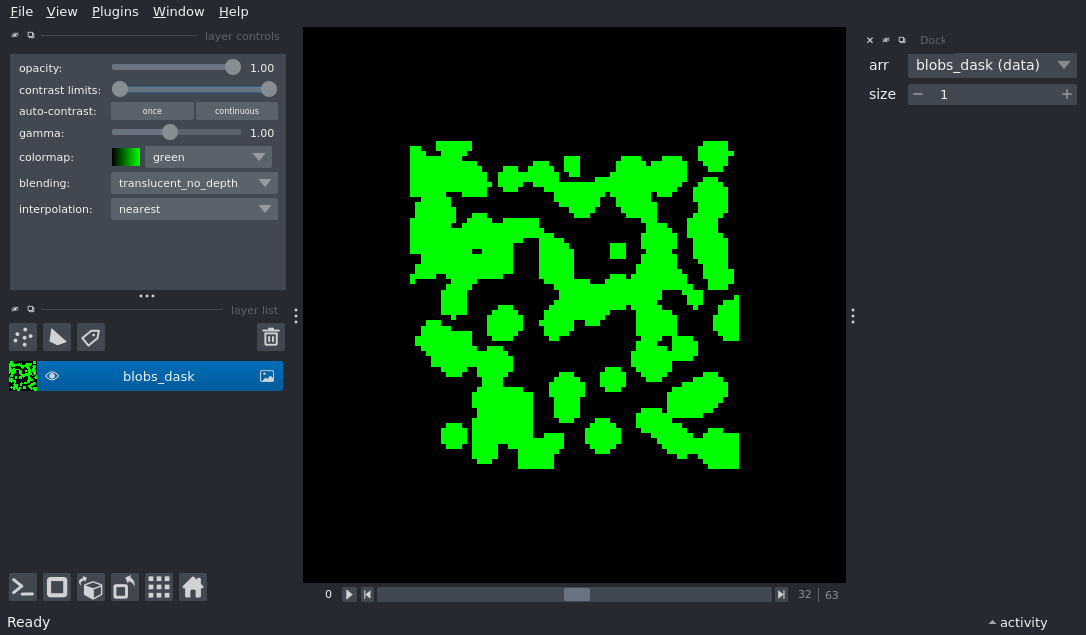 File View Plugins Window Help
layer controls
opacity: 1.00
contrast limits:
auto-contrast: once continuous
gamma: 1.00
colormap: green
blending: translucent_no_depth
interpolation: nearest
layer list
blobs_dask
0 32 63
Ready
Dock
arr blobs_dask (data)
size 1
activity